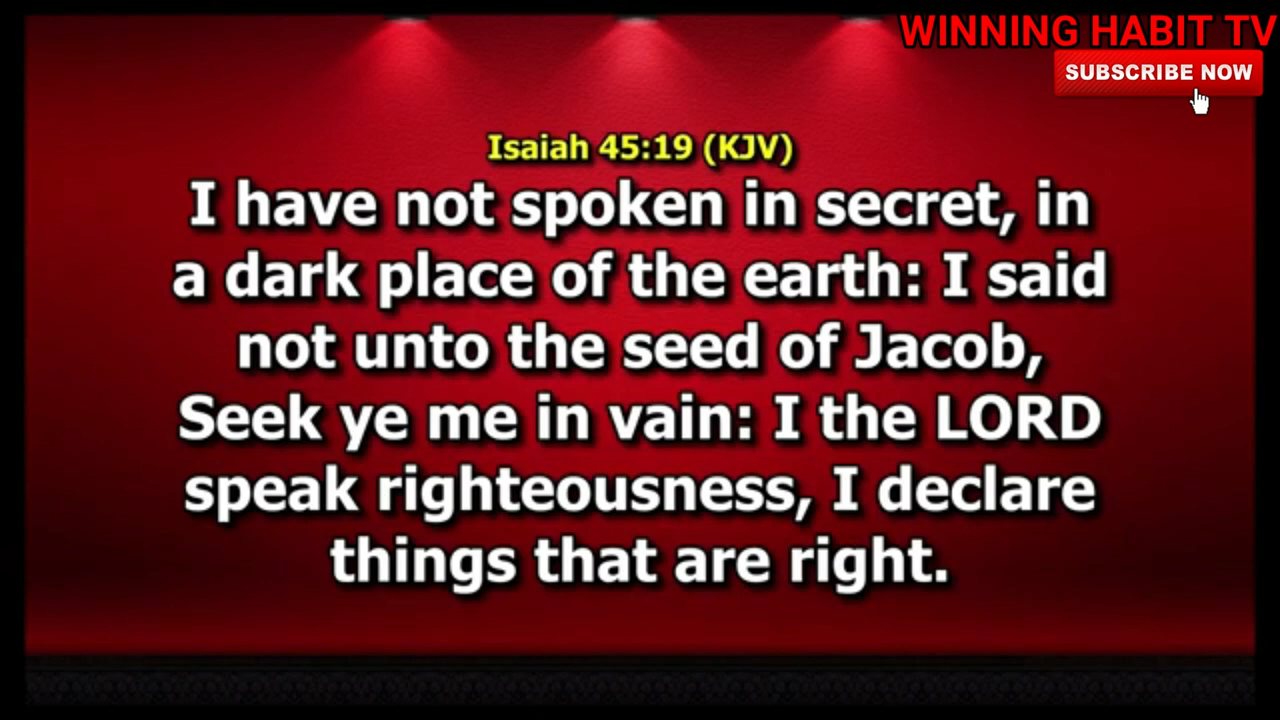 WINNING HABIT TV
SUBSCRIBE NOW
Isaiah 45:19 (KJV)
I have not spoken in secret, in
a dark place of the earth: I said
not unto the seed of Jacob,
Seek ye me in vain: I the LORD
speak righteousness, I declare
things that are right.